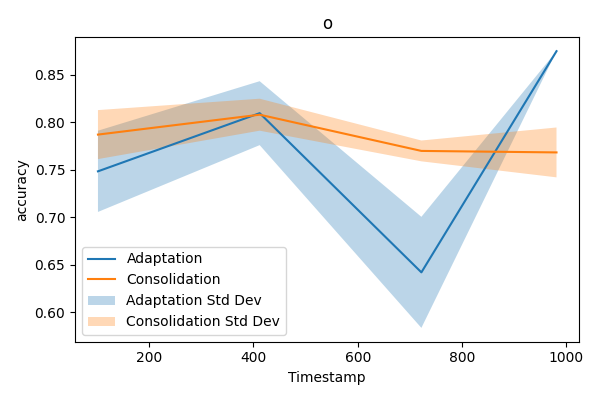 o
accuracy
0.85
0.80
0.75
0.70
0.65
0.60
Adaptation
Consolidation
Adaptation Std Dev
Consolidation Std Dev
200 400 600 800 1000
Timestamp